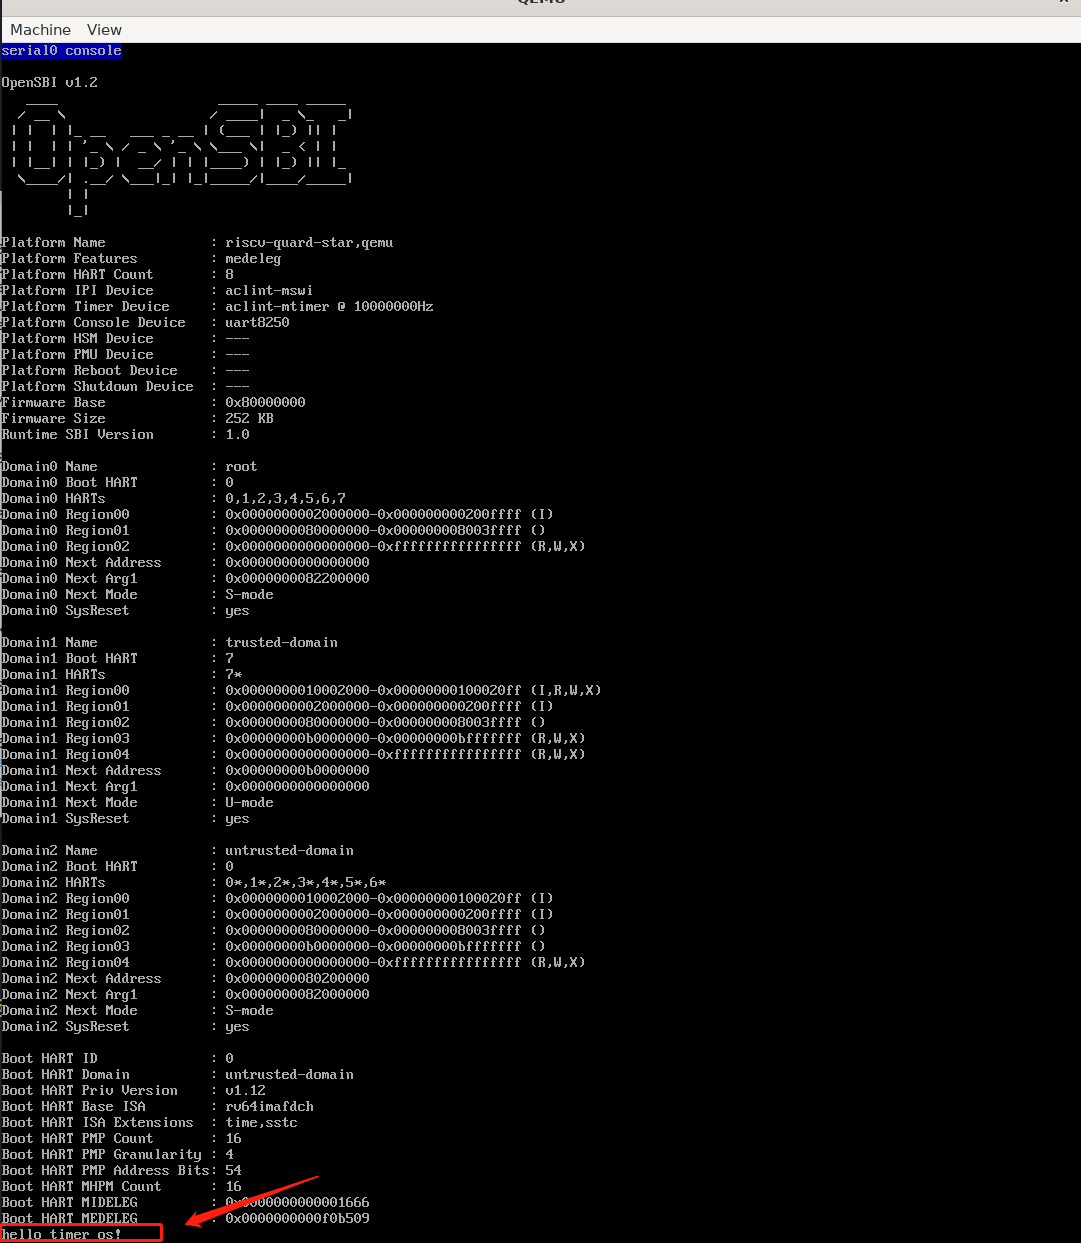 Machine View
serial0 console
OpenSBI v1.2
Platform Name : riscv-quard-star,qemu
Platform Features : medeleg
Platform HART Count : 8
Platform IPI Device : aclint-mswi
Platform Timer Device : aclint-mtimer @ 10000000Hz
Platform Console Device : uart8250
Platform HSM Device : ---
Platform PMU Device : ---
Platform Reboot Device : ---
Platform Shutdown Device : ---
Firmware Base : 0x80000000
Firmware Size : 252 KB
Runtime SBI Version : 1.0
Domain0 Name : root
Domain0 Boot HART : 0
Domain0 HARTs : 0,1,2,3,4,5,6,7
Domain0 Region00 : 0x0000000002000000-0x000000000200ffff (I)
Domain0 Region01 : 0x0000000080000000-0x000000008003ffff ()
Domain0 Region02 : 0x0000000000000000-0xffffffffffffffff (R,W,X)
Domain0 Next Address : 0x0000000000000000
Domain0 Next Arg1 : 0x0000000082200000
Domain0 Next Mode : S-mode
Domain0 SysReset : yes
Domain1 Name : trusted-domain
Domain1 Boot HART : 7
Domain1 HARTs : 7*
Domain1 Region00 : 0x0000000010002000-0x00000000100020ff (I,R,W,X)
Domain1 Region01 : 0x0000000002000000-0x000000000200ffff (I)
Domain1 Region02 : 0x0000000080000000-0x000000008003ffff ()
Domain1 Region03 : 0x00000000b0000000-0x00000000bfffffff (R,W,X)
Domain1 Region04 : 0x0000000000000000-0xffffffffffffffff (R,W,X)
Domain1 Next Address : 0x00000000b0000000
Domain1 Next Arg1 : 0x0000000000000000
Domain1 Next Mode : U-mode
Domain1 SysReset : yes
Domain2 Name : untrusted-domain
Domain2 Boot HART : 0
Domain2 HARTs : 0*,1*,2*,3*,4*,5*,6*
Domain2 Region00 : 0x0000000010002000-0x00000000100020ff (I)
Domain2 Region01 : 0x0000000002000000-0x000000000200ffff (I)
Domain2 Region02 : 0x0000000080000000-0x000000008003ffff ()
Domain2 Region03 : 0x00000000b0000000-0x00000000bfffffff ()
Domain2 Region04 : 0x0000000000000000-0xffffffffffffffff (R,W,X)
Domain2 Next Address : 0x0000000080200000
Domain2 Next Arg1 : 0x0000000082000000
Domain2 Next Mode : S-mode
Domain2 SysReset : yes
Boot HART ID : 0
Boot HART Domain : untrusted-domain
Boot HART Priv Version : v1.12
Boot HART Base ISA : rv64imafdch
Boot HART ISA Extensions : time,sstc
Boot HART PMP Count : 16
Boot HART PMP Granularity : 4
Boot HART PMP Address Bits: 54
Boot HART MHPM Count : 16
Boot HART MIDELEG : 0x0000000000001666
Boot HART MEDELEG : 0x0000000000f0b509
hello timer os!